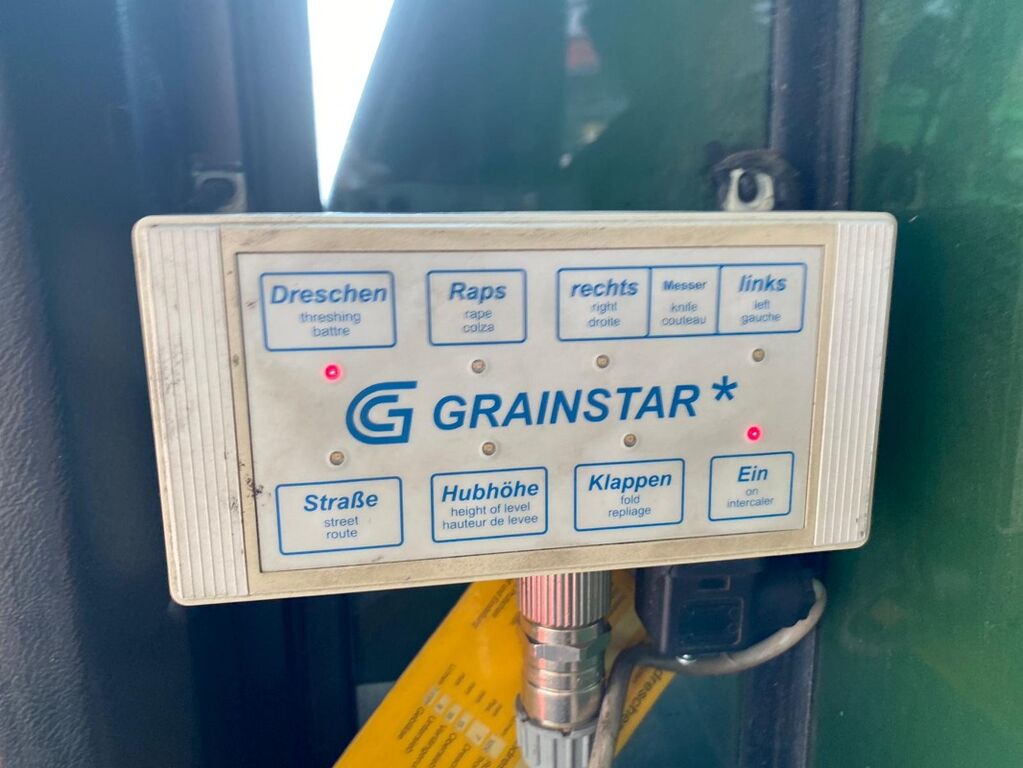 Dreschen
threshing
battre
Raps
rape
colza
rechts
right
droite
Messer
knife
couteau
links
left
gauche
G GRAINSTAR*
Straße
street
route
Hubhöhe
height of level
hauteur de levee
Klappen
fold
repliage
Ein
on
intercaler